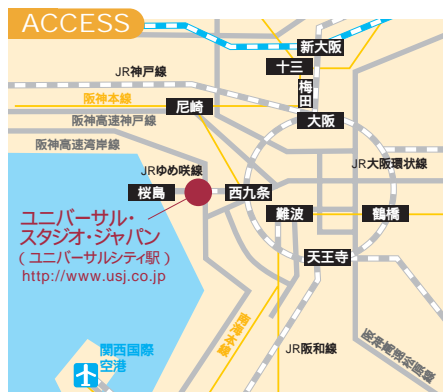 ACCESS
新大阪
十三
JR神戸線
梅田
阪神本線
尼崎
大阪
阪神高速神戸線
阪神高速湾岸線
JRゆめ咲線
JR大阪環状線
桜島
西九条
難波
鶴橋
ユニバーサル・
スタジオ・ジャパン
(ユニバーサルシティ駅)
http://www.usj.co.jp
天王寺
南海本線
JR阪和線
関西国際
空港